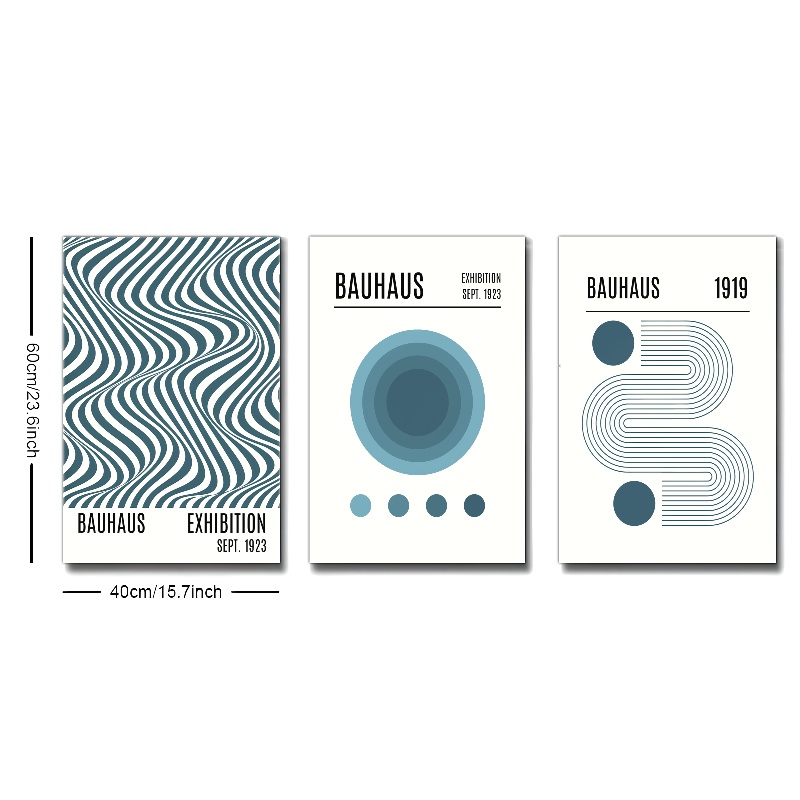 60cm/23.6inch
BAUHAUS EXHIBITION
SEPT. 1923
40cm/15.7inch
BAUHAUS
EXHIBITION
SEPT. 1923
BAUHAUS 1919